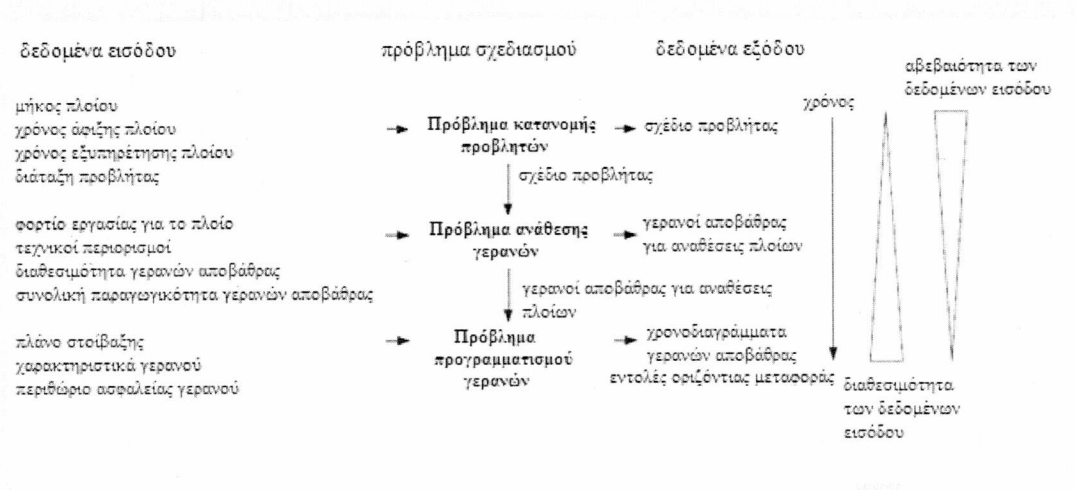 δεδομένα εισόδου
πρόβλημα σχεδιασμού
δεδομένα εξόδου
αβεβαιότητα των
δεδομένων εισόδου
χρόνος
μήκος πλοίου
χρόνος άφιξης πλοίου
χρόνος εξυπηρέτησης πλοίου
διάταξη προβλήτας
Πρόβλημα κατανομής
προβλητών
σχέδιο προβλήτας
σχέδιο προβλήτας
φορτίο εργασίας για το πλοίο
τεχνικοί περιορισμοί
διαθεσιμότητα γερανών αποβάθρας
συνολική παραγωγικότητα γερανών αποβάθρας
Πρόβλημα ανάθεσης
γερανών
γερανοί αποβάθρας
για αναθέσεις πλοίων
γερανοί αποβάθρας για αναθέσεις
πλοίων
πλάνο στοίβαξης
χαρακτηριστικά γερανού
περιθώριο ασφαλείας γερανού
Πρόβλημα
προγραμματισμού
γερανών
χρονοδιαγράμματα
γερανών αποβάθρας
εντολές οριζόντιας μεταφοράς
διαθεσιμότητα
των δεδομένων
εισόδου